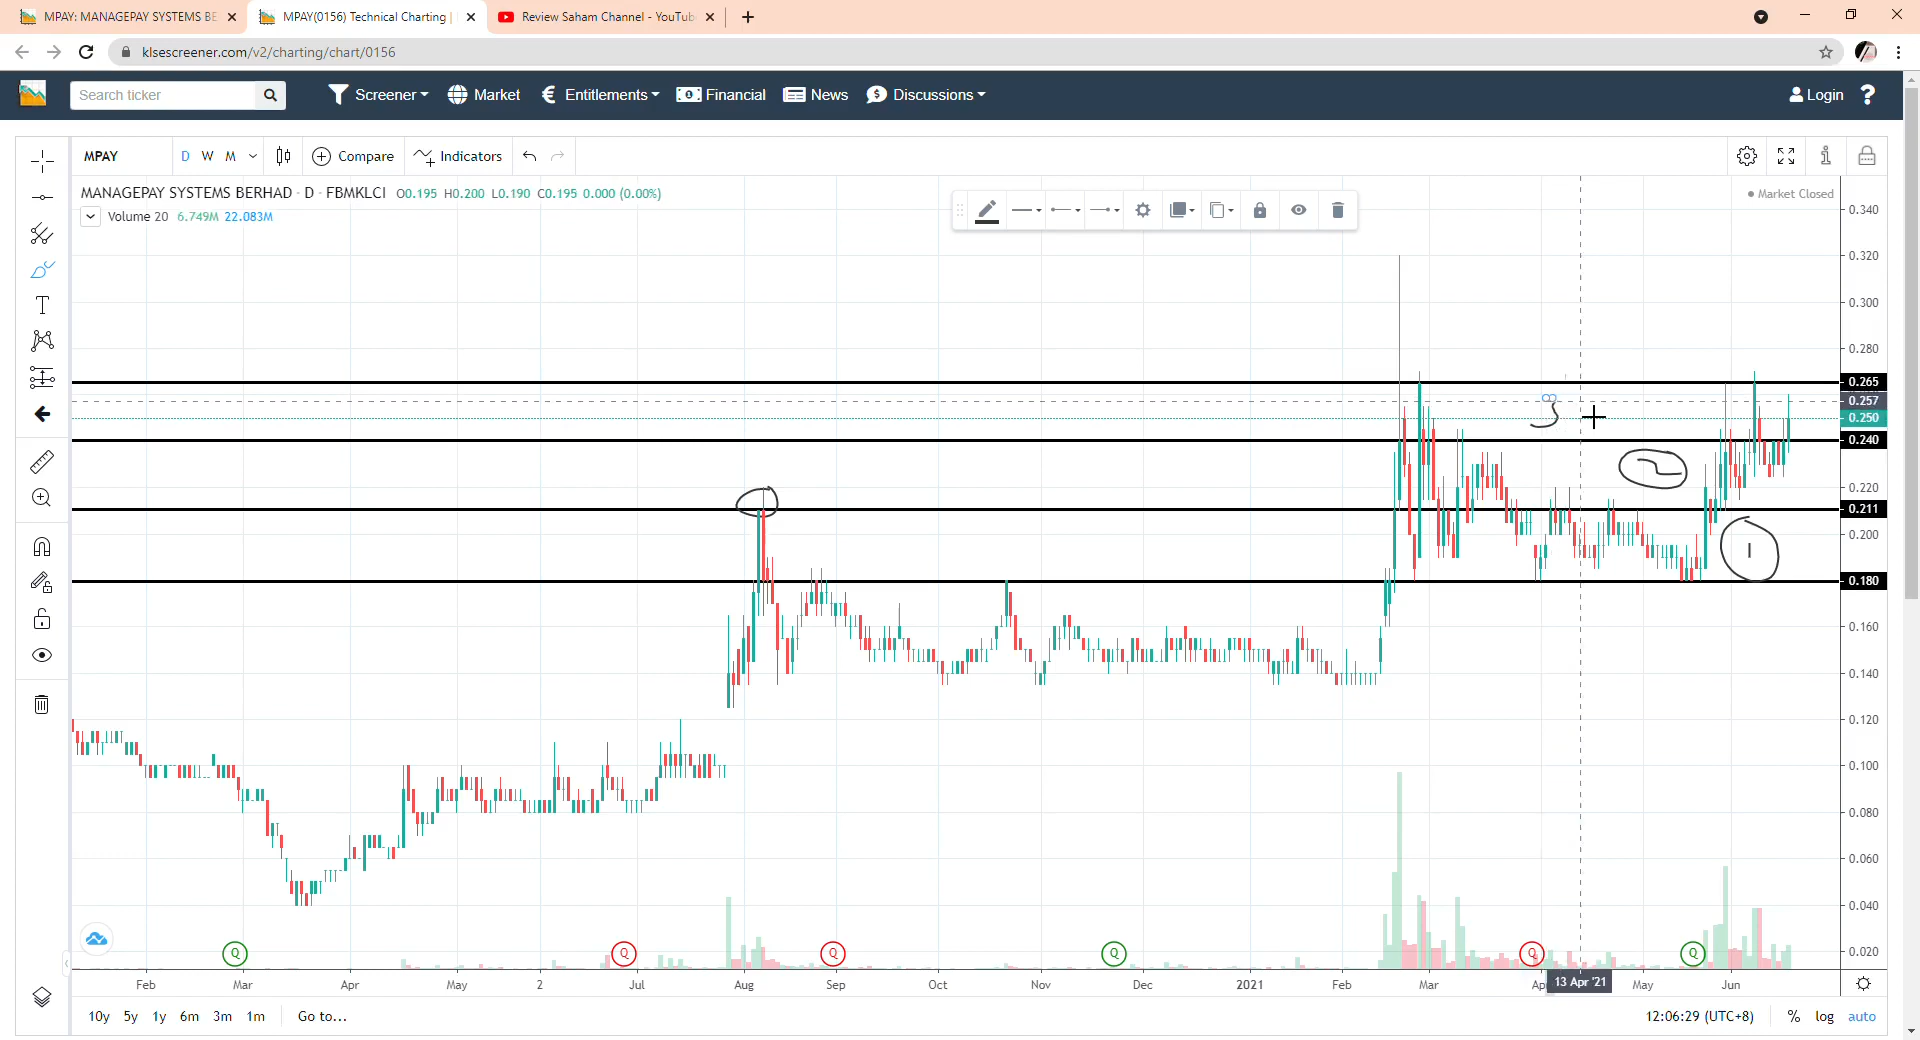 MPAY: MANAGEPAY SYSTEMS BE
MPAY(0156) Technical Charting |
Review Saham Channel - YouTub
klsescreener.com/v2/charting/chart/0156
Search ticker
Screener
Market
Entitlements
Financial
News
Discussions
Login
?
MPAY
D
W
M
Compare
Indicators
MANAGEPAY SYSTEMS BERHAD · D · FBMKLCI O0.195 H0.200 L0.190 C0.195 0.000 (0.00%)
Market Closed
Volume 20 6.749M 22.083M
T
0.340
0.320
0.300
0.280
0.265
0.257
0.250
0.240
0.220
0.211
0.200
0.180
0.160
0.140
0.120
0.100
0.080
0.060
0.040
0.020
3
2
1
Q
Q
Q
Q
Q
Q
Feb
Mar
Apr
May
2
Jul
Aug
Sep
Oct
Nov
Dec
2021
Feb
Mar
Ap
13 Apr '21
May
Jun
10y
5y
1y
6m
3m
1m
Go to...
12:06:29 (UTC+8)
%
log
auto